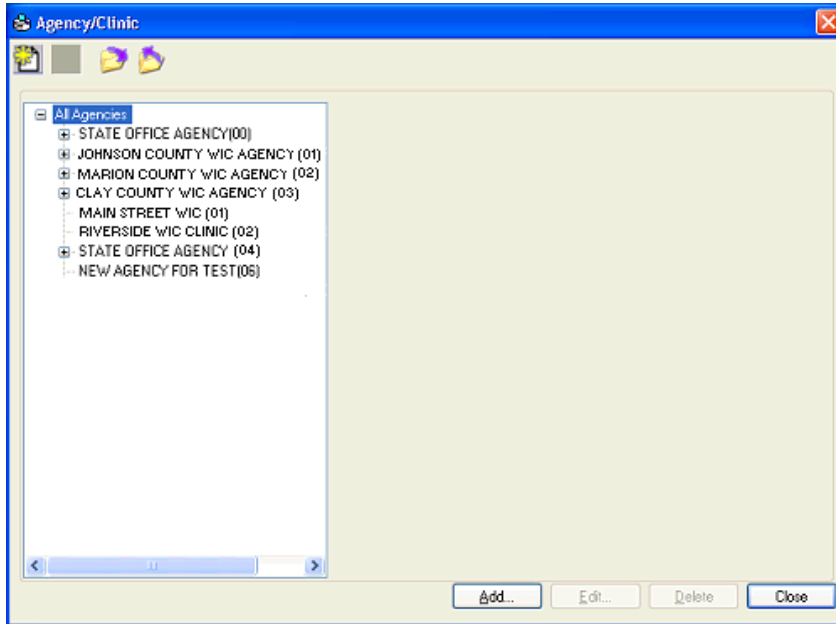 Agency/Clinic
All Agencies
STATE OFFICE AGENCY(00)
JOHNSON COUNTY WIC AGENCY (01)
MARION COUNTY WIC AGENCY (02)
CLAY COUNTY WIC AGENCY (03)
MAIN STREET WIC (01)
RIVERSIDE WIC CLINIC (02)
STATE OFFICE AGENCY (04)
NEW AGENCY FOR TEST(06)
Add... Edit... Delete Close